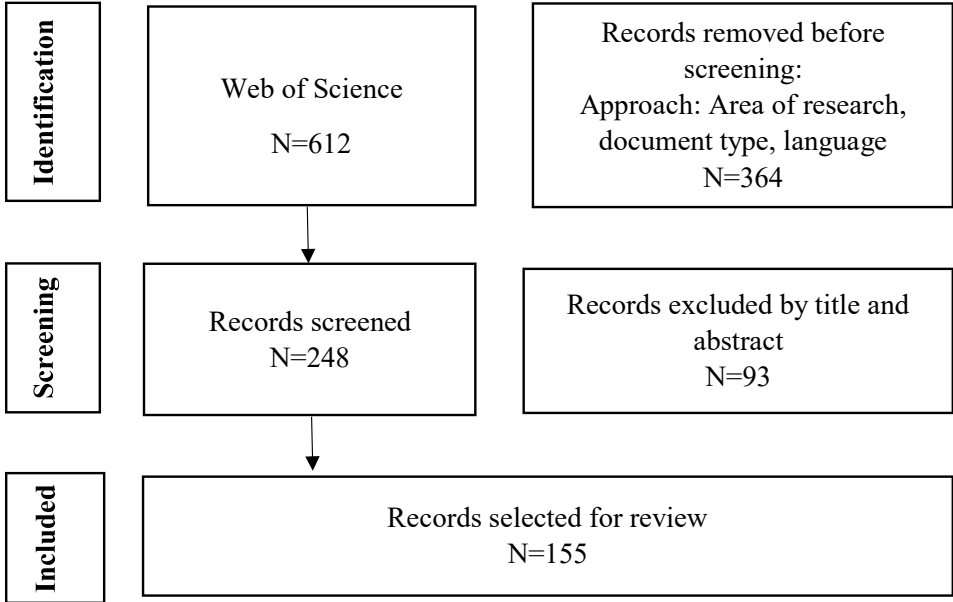 Identification
Web of Science
N=612
Records removed before
screening:
Approach: Area of research,
document type, language
N=364
Screening
Records screened
N=248
Records excluded by title and
abstract
N=93
Included
Records selected for review
N=155